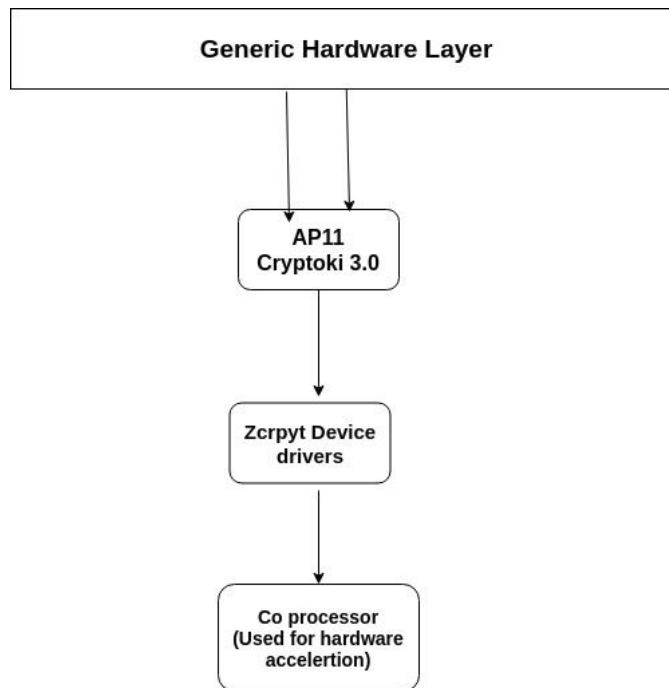 Generic Hardware Layer
AP11
Cryptoki 3.0
Zcrpyt Device
drivers
Co processor
(Used for hardware
accelertion)